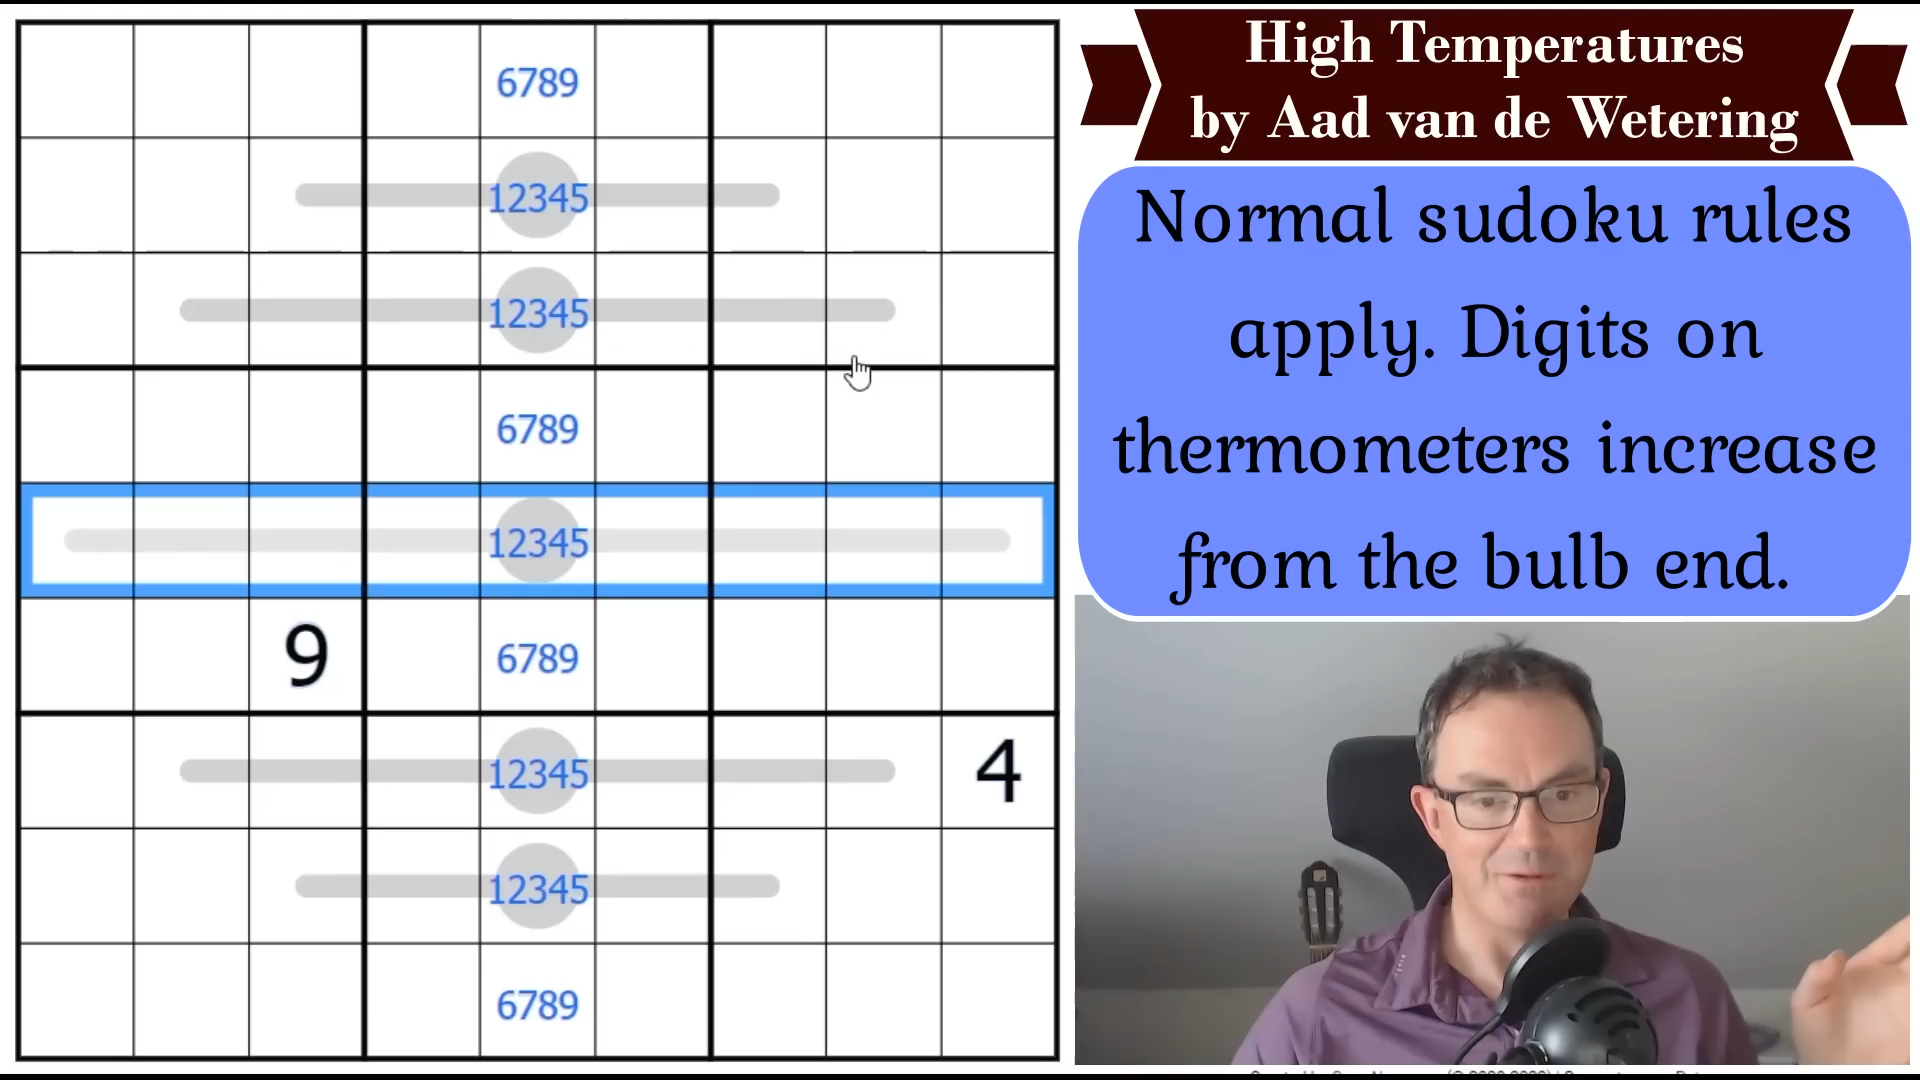 High Temperatures
by Aad van de Wetering
Normal sudoku rules
apply. Digits on
thermometers increase
from the bulb end.
6789
12345
12345
6789
12345
9 6789
12345 4
12345
6789